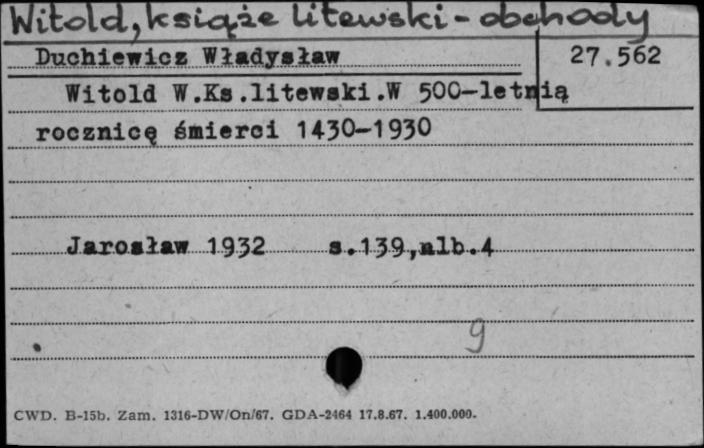 Witold, książe litewski - obchody
Duchiewicz Władysław 27.562
Witold W.Ks.litewski.W 500-letnią
rocznicę śmierci 1430-1930
Jarosław 1932 s.139,nlb.4
9
CWD. B-15b. Zam. 1316-DW/On/67. GDA-2464 17.8.67. 1.400.000.